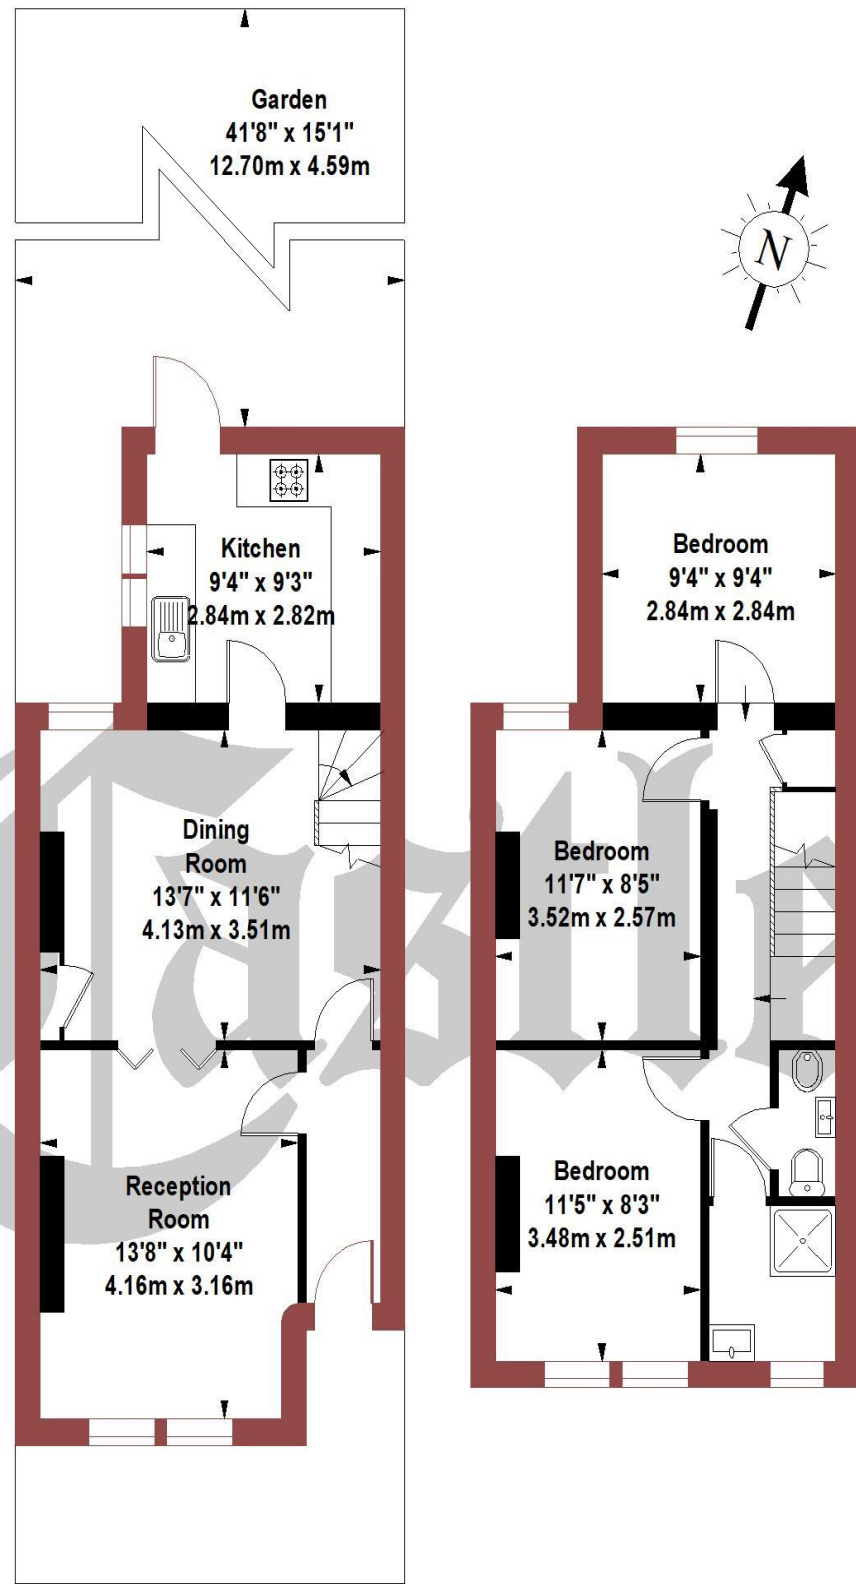 Garden
41'8" x 15'1"
12.70m x 4.59m
N
Kitchen
9'4" x 9'3"
2.84m x 2.82m
Bedroom
9'4" x 9'4"
2.84m x 2.84m
Dining
Room
13'7" x 11'6"
4.13m x 3.51m
Bedroom
11'7" x 8'5"
3.52m x 2.57m
Reception
Room
13'8" x 10'4"
4.16m x 3.16m
Bedroom
11'5" x 8'3"
3.48m x 2.51m
Castle